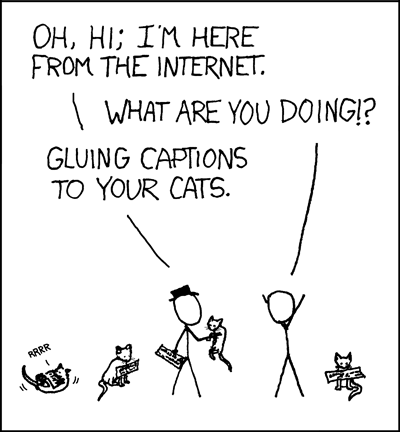 OH, HI; I'M HERE
FROM THE INTERNET.
WHAT ARE YOU DOING!?
GLUING CAPTIONS
TO YOUR CATS.
RRRR